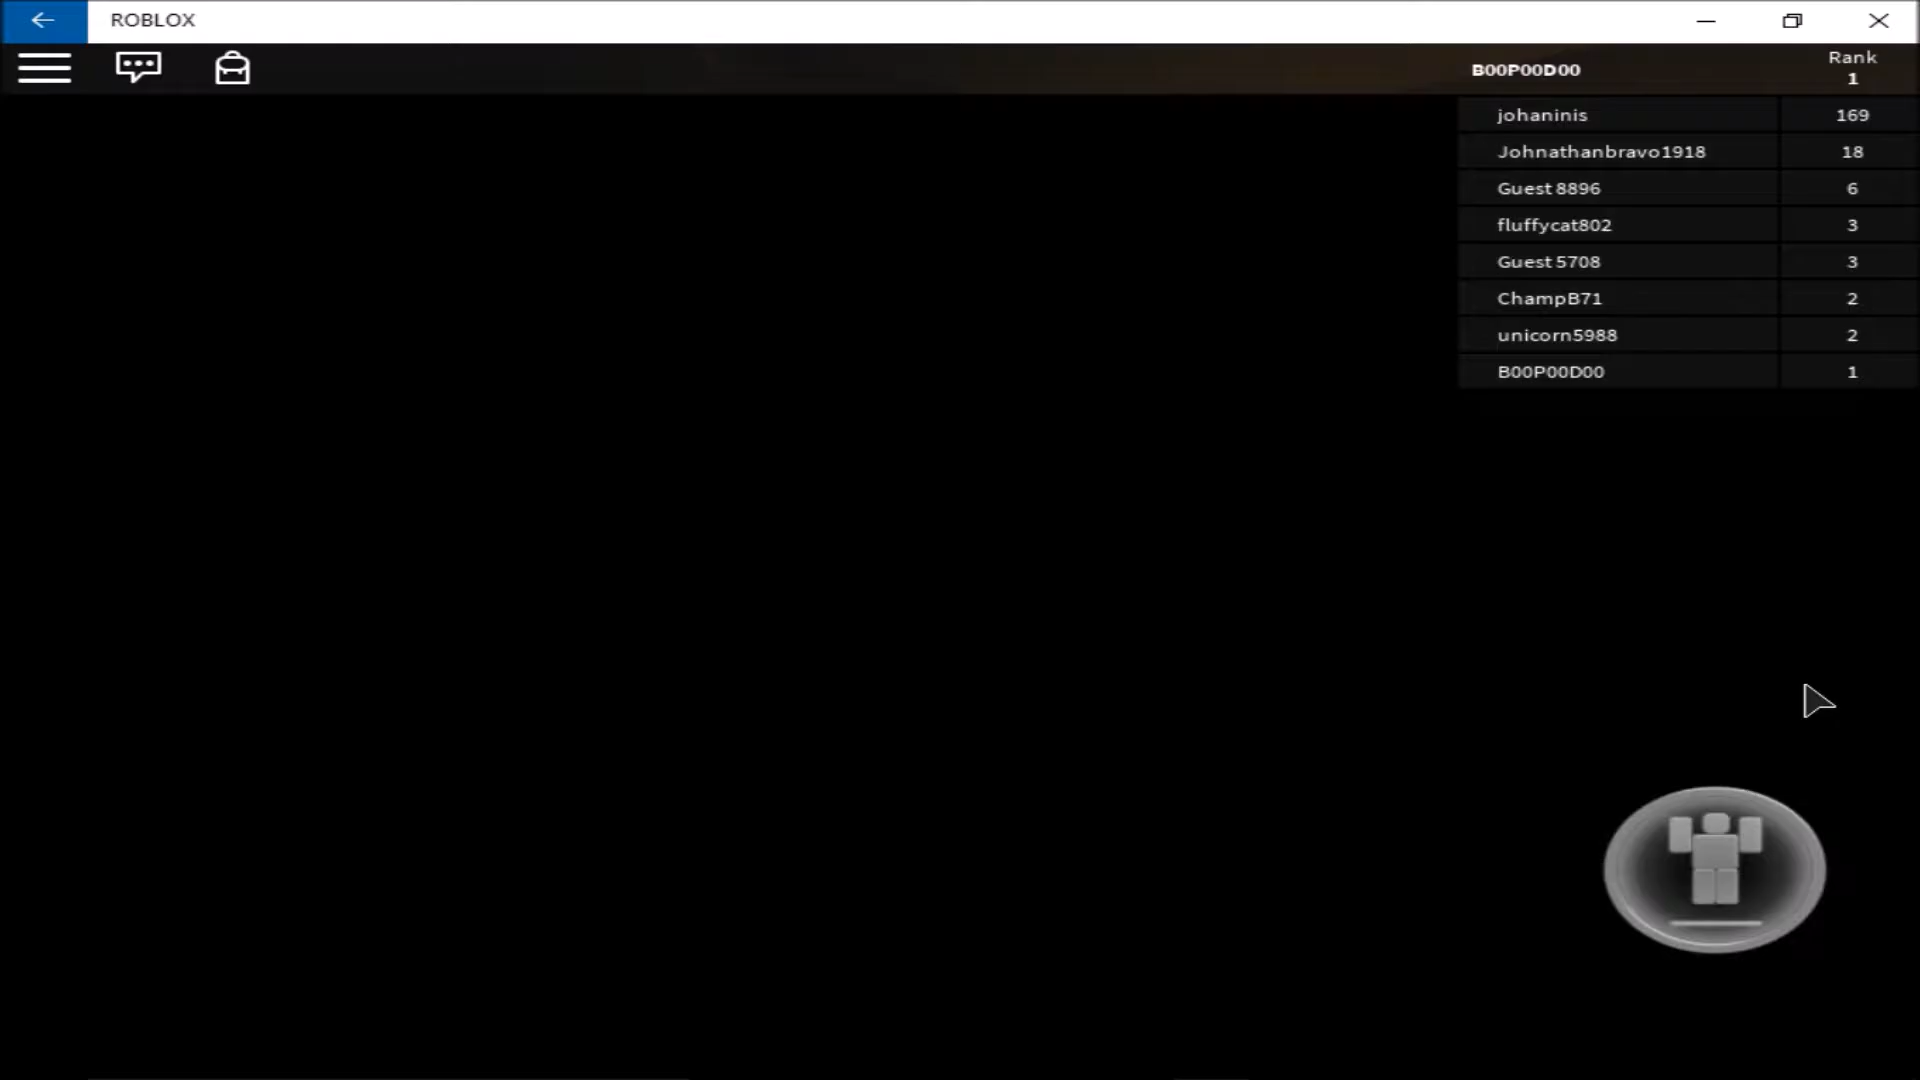 ROBLOX
B00P00D00 Rank 1
johaninis 169
Johnathanbravo1918 18
Guest 8896 6
fluffycat802 3
Guest 5708 3
ChampB71 2
unicorn5988 2
B00P00D00 1